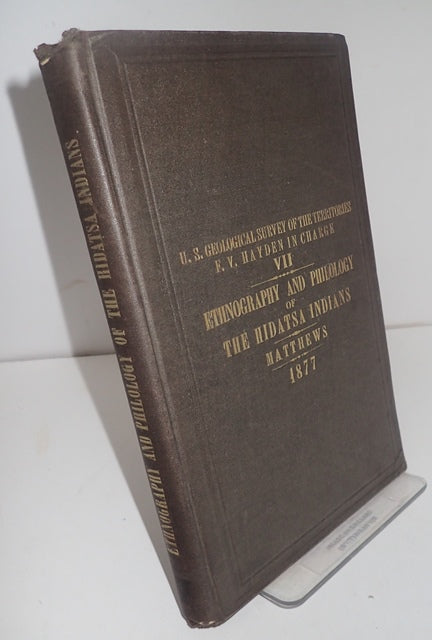 ETHNOGRAPHY AND PHILOLOGY OF THE HIDATSA INDIANS.
U. S. GEOLOGICAL SURVEY OF THE TERRITORIES
F. V. HAYDEN IN CHARGE
VII
ETHNOGRAPHY AND PHILOLOGY
OF
THE HIDATSA INDIANS
MATTHEWS
1877